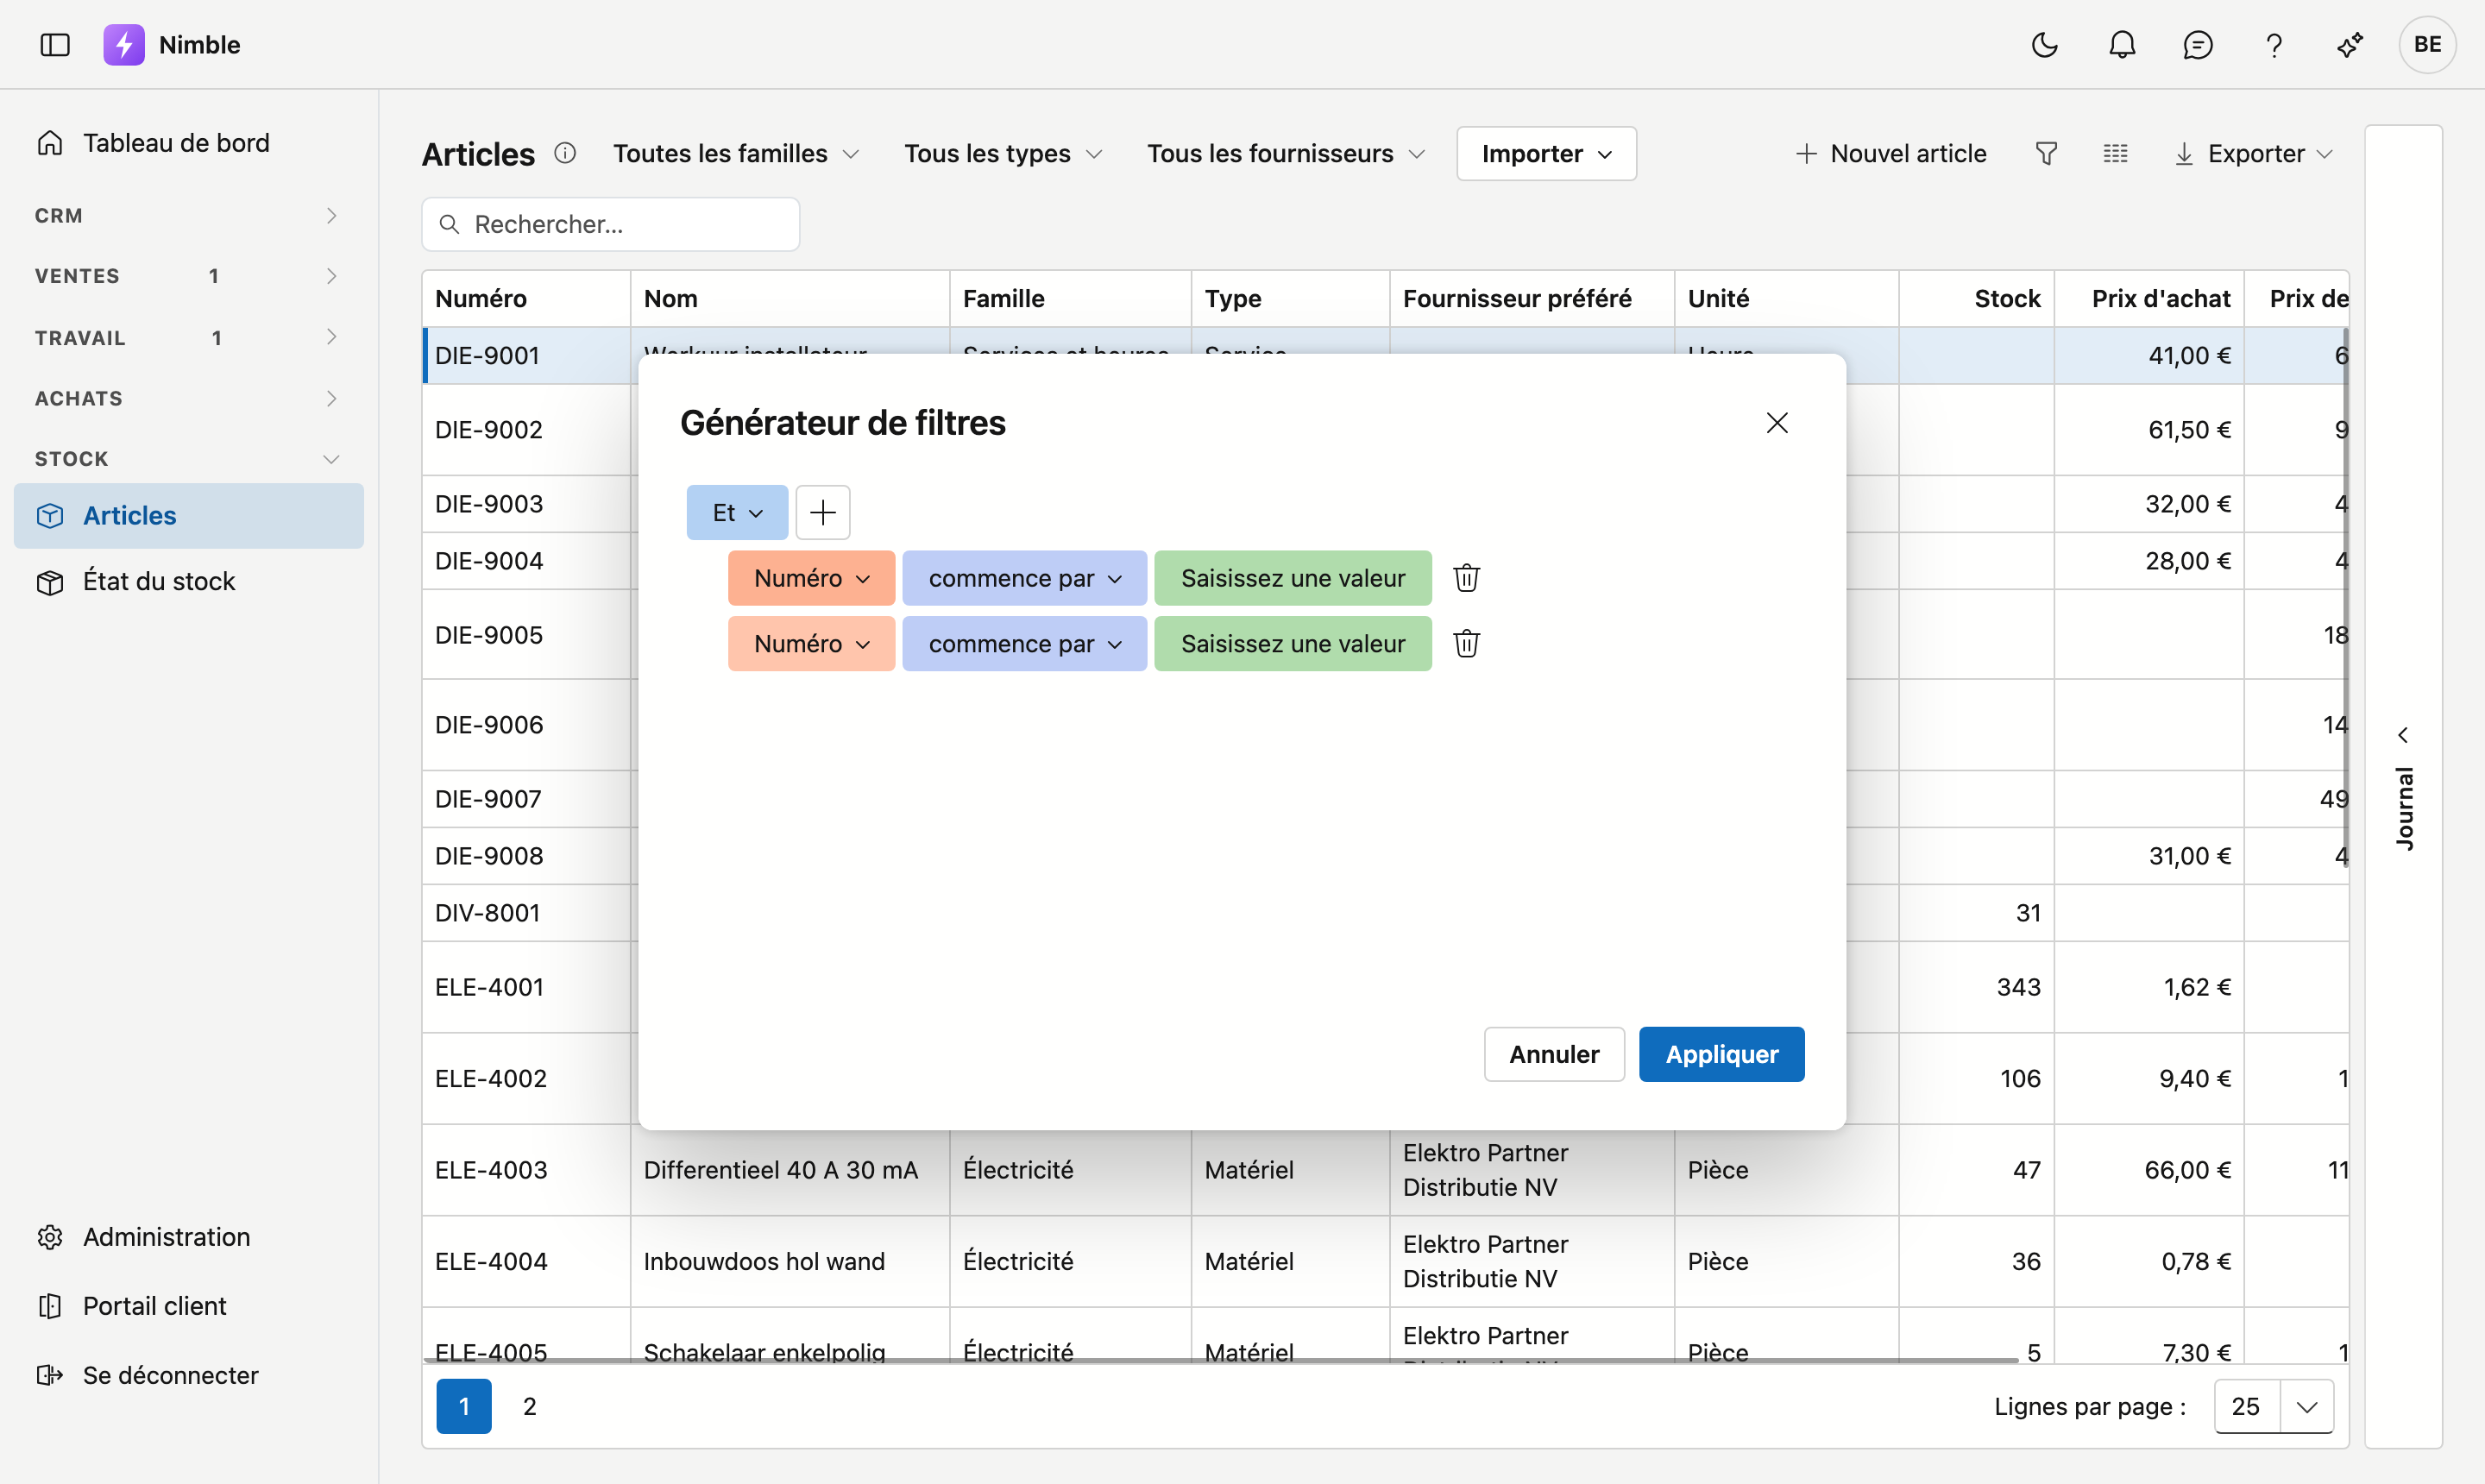 Nimble
BE
Tableau de bord
CRM
VENTES 1
TRAVAIL 1
ACHATS
STOCK
Articles
État du stock
Administration
Portail client
Se déconnecter
Articles Toutes les familles Tous les types Tous les fournisseurs Importer Nouvel article Exporter
Rechercher...
Numéro Nom Famille Type Fournisseur préféré Unité Stock Prix d'achat Prix de
DIE-9001 Werkuur installateur Services et heures Service Heure 41,00 € 6
DIE-9002 61,50 € 9
DIE-9003 32,00 € 4
DIE-9004 28,00 € 4
DIE-9005 18
DIE-9006 14
DIE-9007 49
DIE-9008 31,00 € 4
DIV-8001 31
ELE-4001 343 1,62 €
ELE-4002 106 9,40 € 1
ELE-4003 Differentieel 40 A 30 mA Électricité Matériel Elektro Partner Distributie NV Pièce 47 66,00 € 11
ELE-4004 Inbouwdoos hol wand Électricité Matériel Elektro Partner Distributie NV Pièce 36 0,78 €
ELE-4005 Schakelaar enkelpolig Électricité Matériel Elektro Partner Pièce 5 7,30 € 1
Générateur de filtres
Et
Numéro commence par Saisissez une valeur
Numéro commence par Saisissez une valeur
Annuler Appliquer
1 2
Lignes par page : 25
Journal